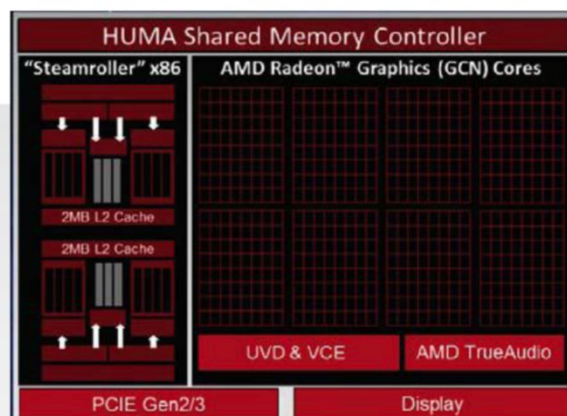 HUMA Shared Memory Controller
"Steamroller" x86
AMD Radeon™ Graphics (GCN) Cores
2MB L2 Cache
2MB L2 Cache
UVD & VCE
AMD TrueAudio
PCIE Gen2/3
Display